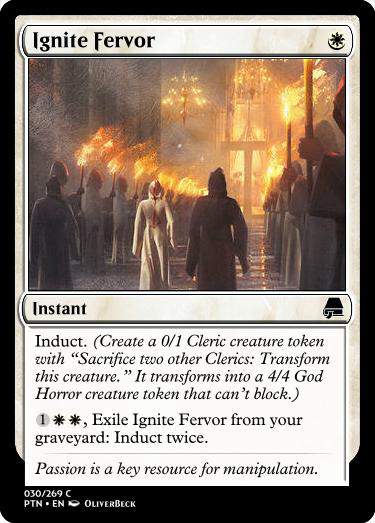 Ignite Fervor
Instant
Induct. (Create a 0/1 Cleric creature token
with “Sacrifice two other Clerics: Transform
this creature.” It transforms into a 4/4 God
Horror creature token that can’t block.)
1, Exile Ignite Fervor from your
graveyard: Induct twice.
Passion is a key resource for manipulation.
030/269 C
PTN • EN OliverBeck